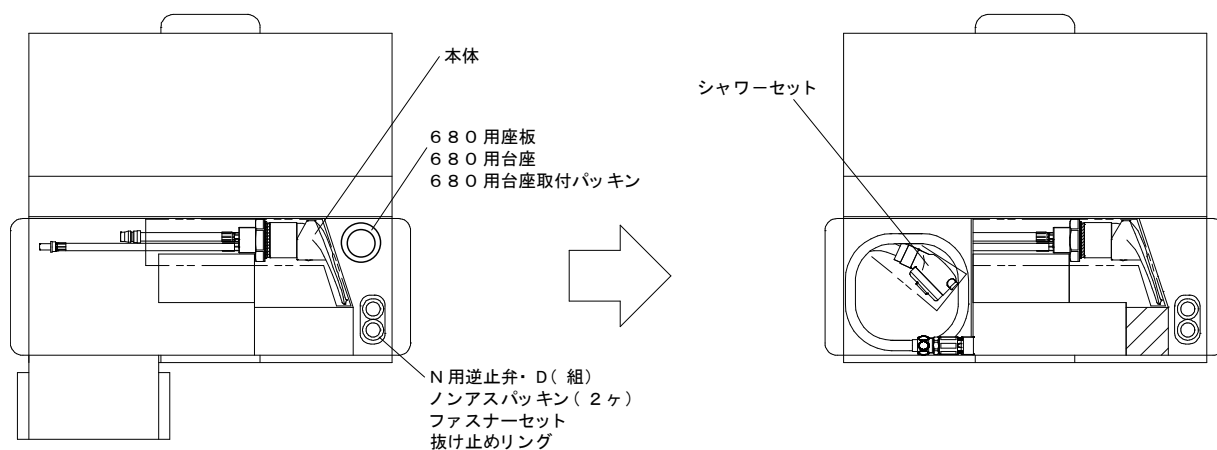 本体
680用座板
680用台座
680用台座取付パッキン
N用逆止弁・D(組)
ノンアスパッキン(2ヶ)
ファスナーセット
抜け止めリング
シャワーセット